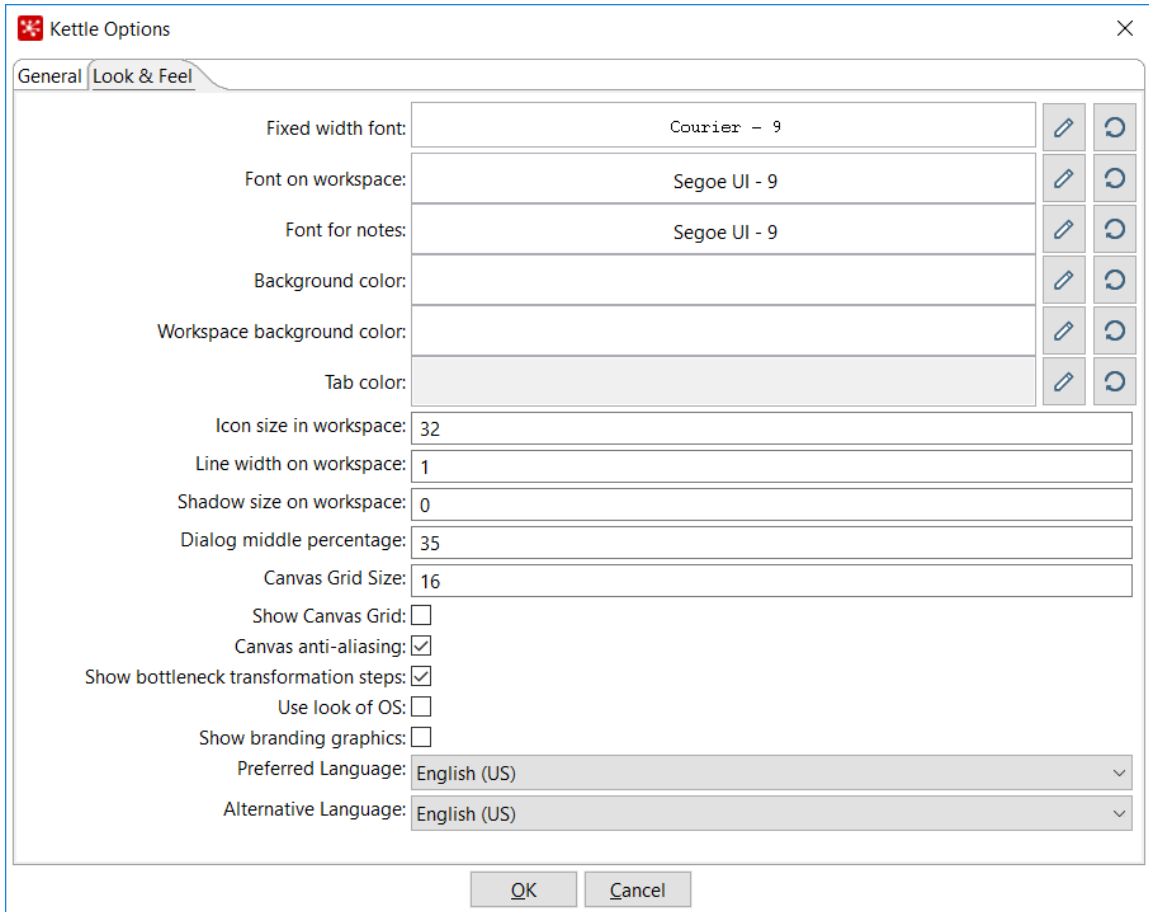 Kettle Options
General Look & Feel
Fixed width font: Courier - 9
Font on workspace: Segoe UI - 9
Font for notes: Segoe UI - 9
Background color:
Workspace background color:
Tab color:
Icon size in workspace: 32
Line width on workspace: 1
Shadow size on workspace: 0
Dialog middle percentage: 35
Canvas Grid Size: 16
Show Canvas Grid:
Canvas anti-aliasing:
Show bottleneck transformation steps:
Use look of OS:
Show branding graphics:
Preferred Language: English (US)
Alternative Language: English (US)
OK Cancel